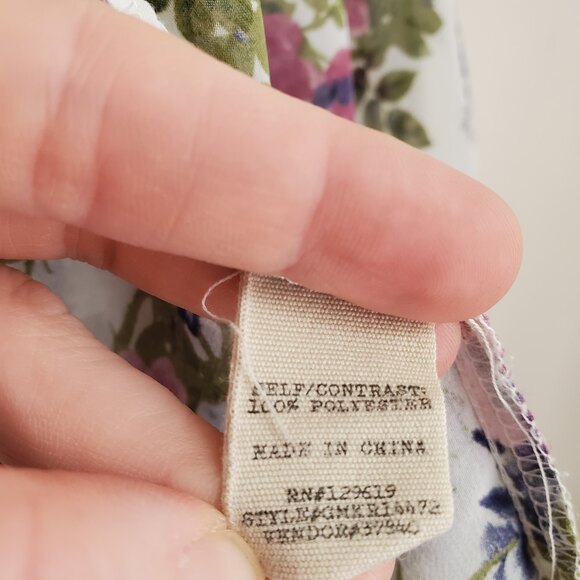 SELF/CONTRAST:
100% POLYESTER
MADE IN CHINA
RN#129619